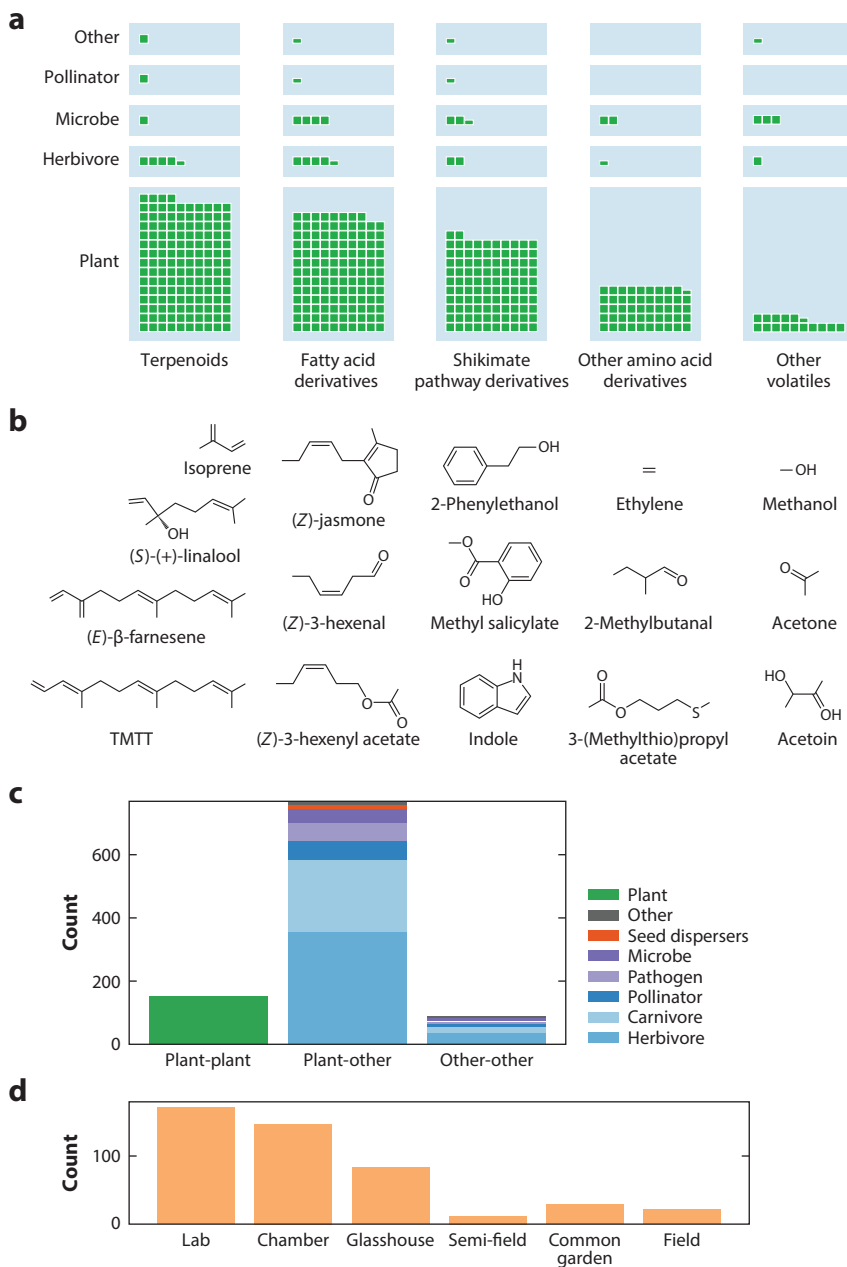 a
Other
Pollinator
Microbe
Herbivore
Plant
Terpenoids
Fatty acid
derivatives
Shikimate
pathway derivatives
Other amino acid
derivatives
Other
volatiles
b
Isoprene
OH
(S)-(+)-linalool
(E)-β-farnesene
TMTT
O
(Z)-jasmone
O
(Z)-3-hexenal
O
O
(Z)-3-hexenyl acetate
OH
2-Phenylethanol
O
O
HO
Methyl salicylate
H
N
Indole
Ethylene
O
2-Methylbutanal
O
O
S
3-(Methylthio)propyl
acetate
OH
Methanol
O
Acetone
HO
OH
Acetoin
c
Count
600
400
200
0
Plant-plant
Plant-other
Other-other
Plant
Other
Seed dispersers
Microbe
Pathogen
Pollinator
Carnivore
Herbivore
d
Count
100
0
Lab
Chamber
Glasshouse
Semi-field
Common
garden
Field